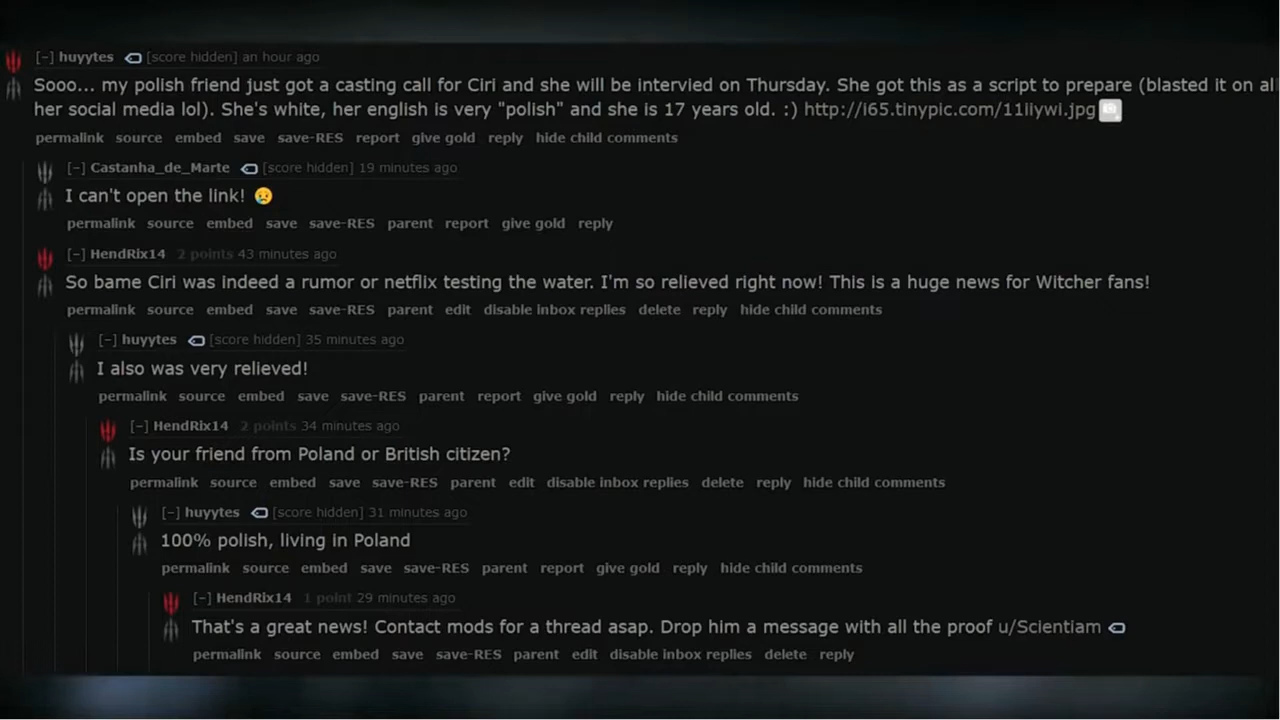 [–] huyytes [score hidden] an hour ago
Sooo... my polish friend just got a casting call for Ciri and she will be intervied on Thursday. She got this as a script to prepare (blasted it on al
her social media lol). She's white, her english is very "polish" and she is 17 years old. :) http://i65.tinypic.com/11iiywi.jpg
permalink source embed save save-RES report give gold reply hide child comments
[–] Castanha_de_Marte [score hidden] 19 minutes ago
I can't open the link! 😢
permalink source embed save save-RES parent report give gold reply
[–] HendRix14 2 points 43 minutes ago
So bame Ciri was indeed a rumor or netflix testing the water. I'm so relieved right now! This is a huge news for Witcher fans!
permalink source embed save save-RES parent edit disable inbox replies delete reply hide child comments
[–] huyytes [score hidden] 35 minutes ago
I also was very relieved!
permalink source embed save save-RES parent report give gold reply hide child comments
[–] HendRix14 2 points 34 minutes ago
Is your friend from Poland or British citizen?
permalink source embed save save-RES parent edit disable inbox replies delete reply hide child comments
[–] huyytes [score hidden] 31 minutes ago
100% polish, living in Poland
permalink source embed save save-RES parent report give gold reply hide child comments
[–] HendRix14 1 point 29 minutes ago
That's a great news! Contact mods for a thread asap. Drop him a message with all the proof u/Scientiam
permalink source embed save save-RES parent edit disable inbox replies delete reply